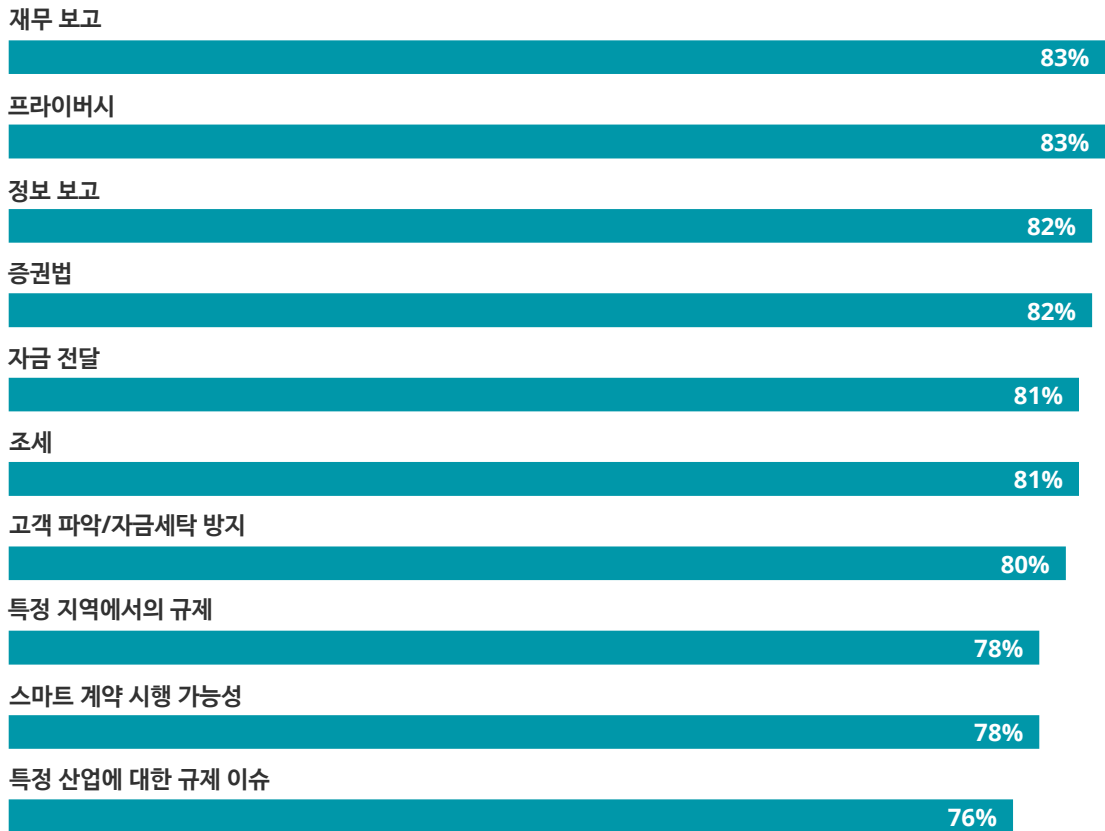 재무 보고
83%
프라이버시
83%
정보 보고
82%
증권법
82%
자금 전달
81%
조세
81%
고객 파악/자금세탁 방지
80%
특정 지역에서의 규제
78%
스마트 계약 시행 가능성
78%
특정 산업에 대한 규제 이슈
76%